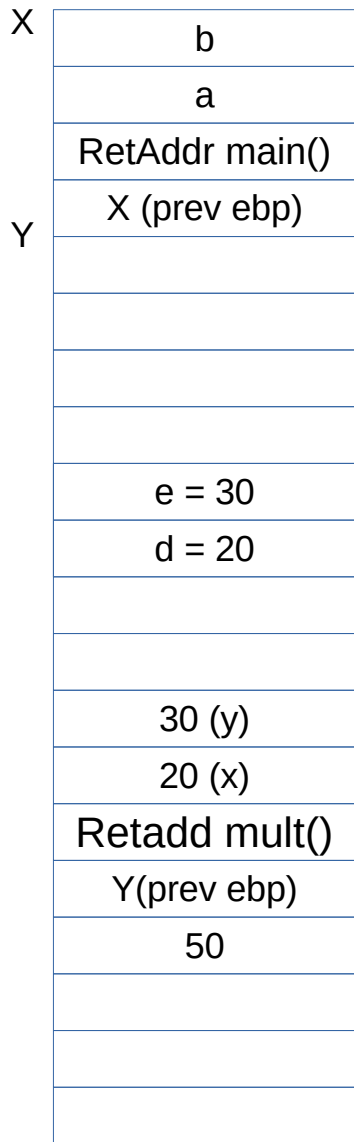 X
b
a
RetAddr main()
X (prev ebp)
Y
e = 30
d = 20
30 (y)
20 (x)
Retadd mult()
Y(prev ebp)
50